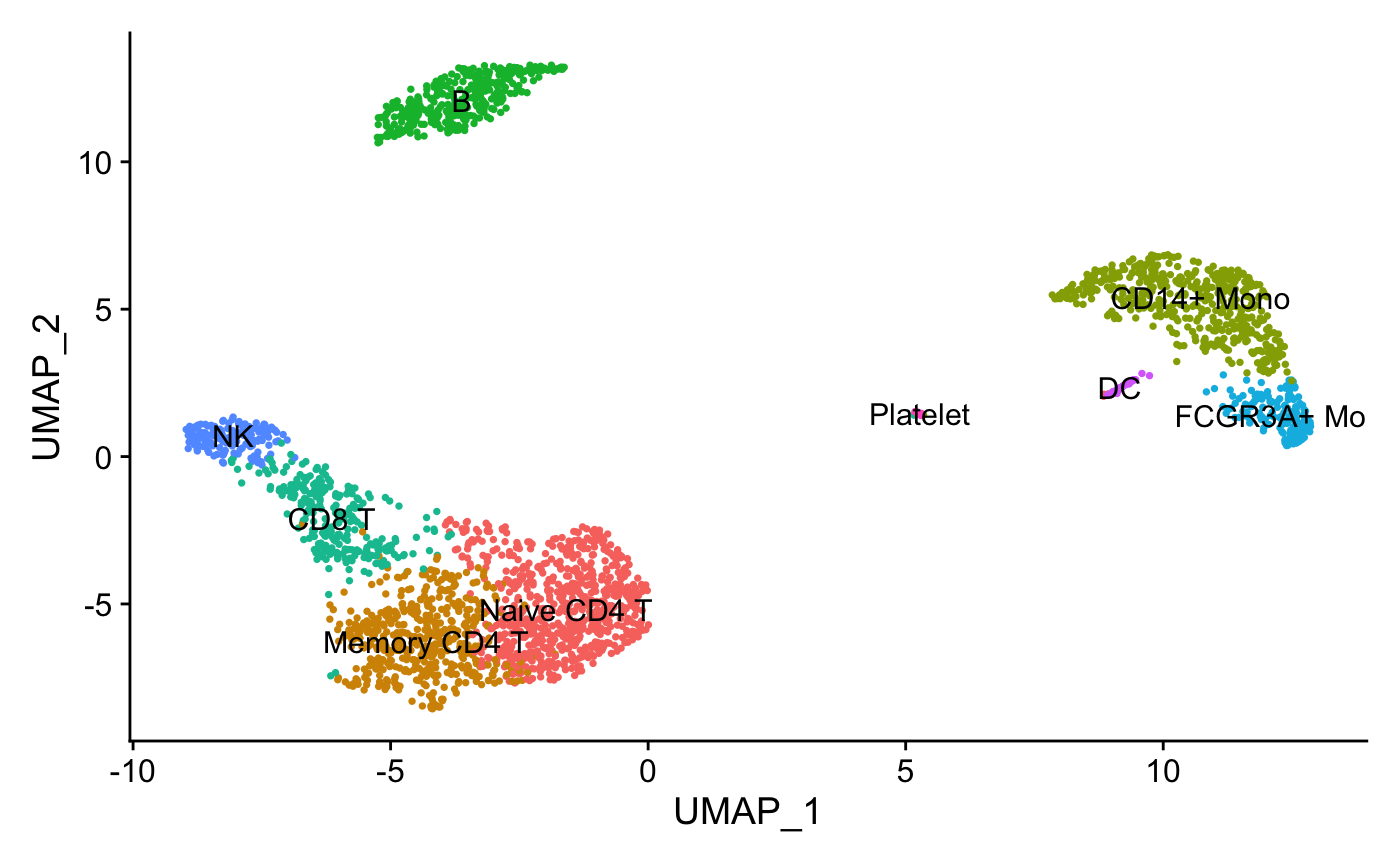 B
10
CD14+ Mono
5
UMAP_2
DC
Platelet
FCGR3A+ Mo
NK
0
CD8 T
Naive CD4 T
-5
Memory CD4 T
-10
-5
0
5
10
UMAP_1